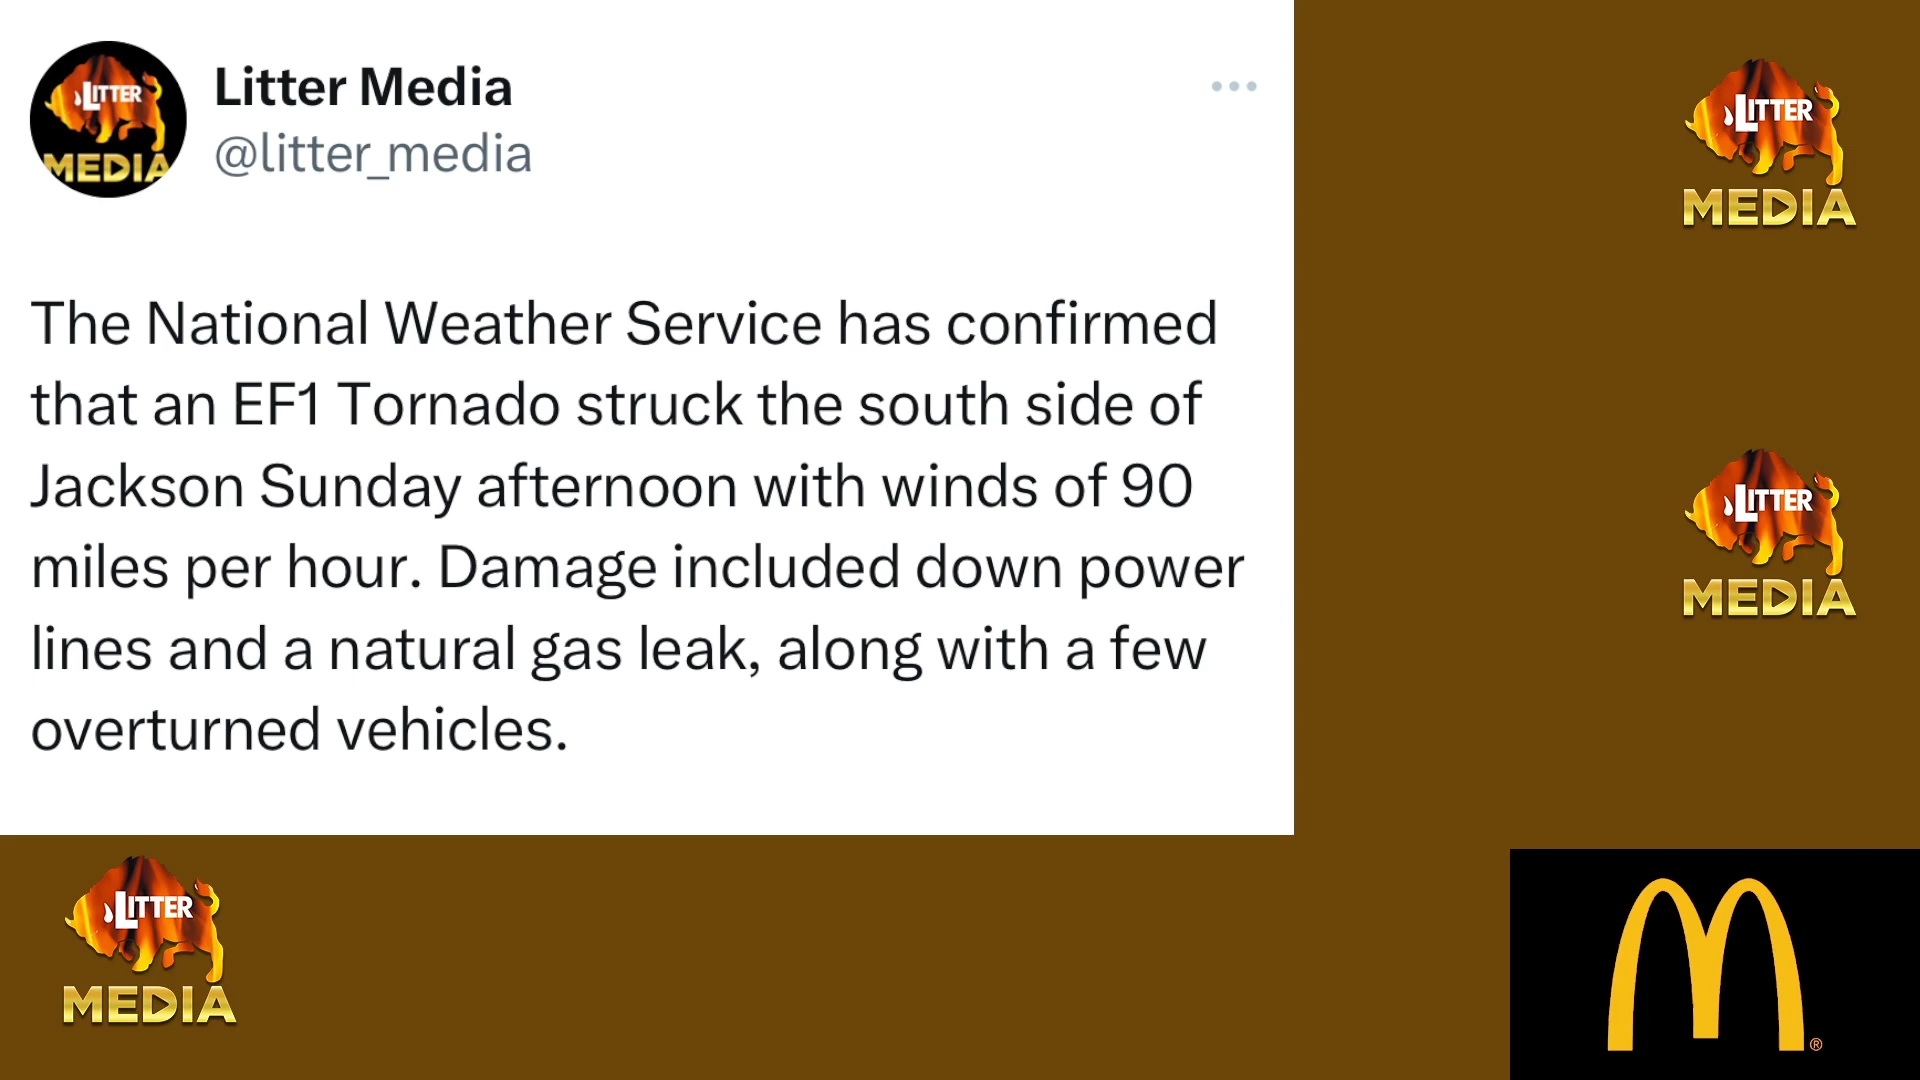 LITTER
MEDIA
Litter Media
@litter_media
The National Weather Service has confirmed
that an EF1 Tornado struck the south side of
Jackson Sunday afternoon with winds of 90
miles per hour. Damage included down power
lines and a natural gas leak, along with a few
overturned vehicles.
LITTER
MEDIA
LITTER
MEDIA
LITTER
MEDIA
M
®